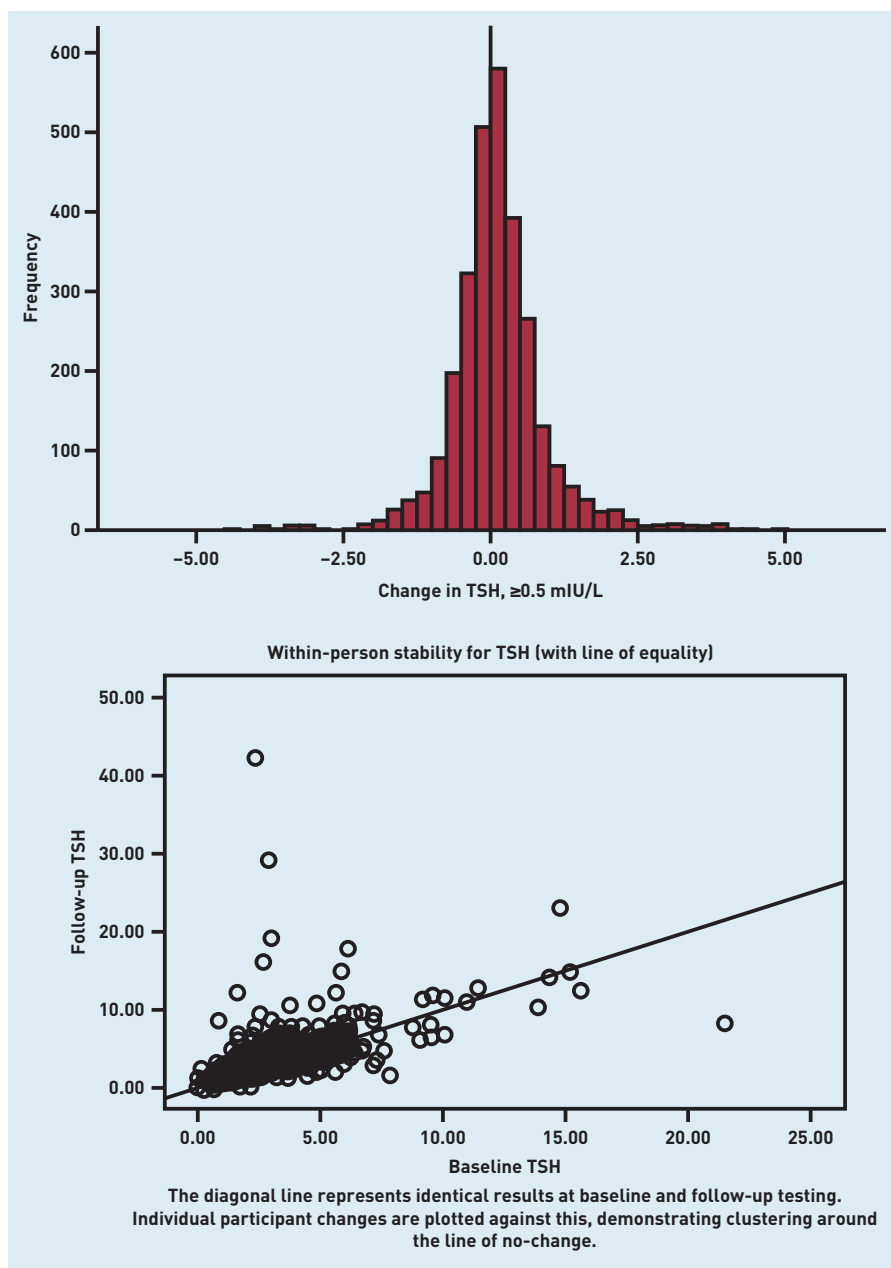 600
500
400
300
200
100
0
Frequency
−5.00 −2.50 0.00 2.50 5.00
Change in TSH, ≥0.5 mIU/L
Within-person stability for TSH (with line of equality)
50.00
40.00
30.00
20.00
10.00
0.00
Follow-up TSH
0.00 5.00 10.00 15.00 20.00 25.00
Baseline TSH
The diagonal line represents identical results at baseline and follow-up testing.
Individual participant changes are plotted against this, demonstrating clustering around
the line of no-change.